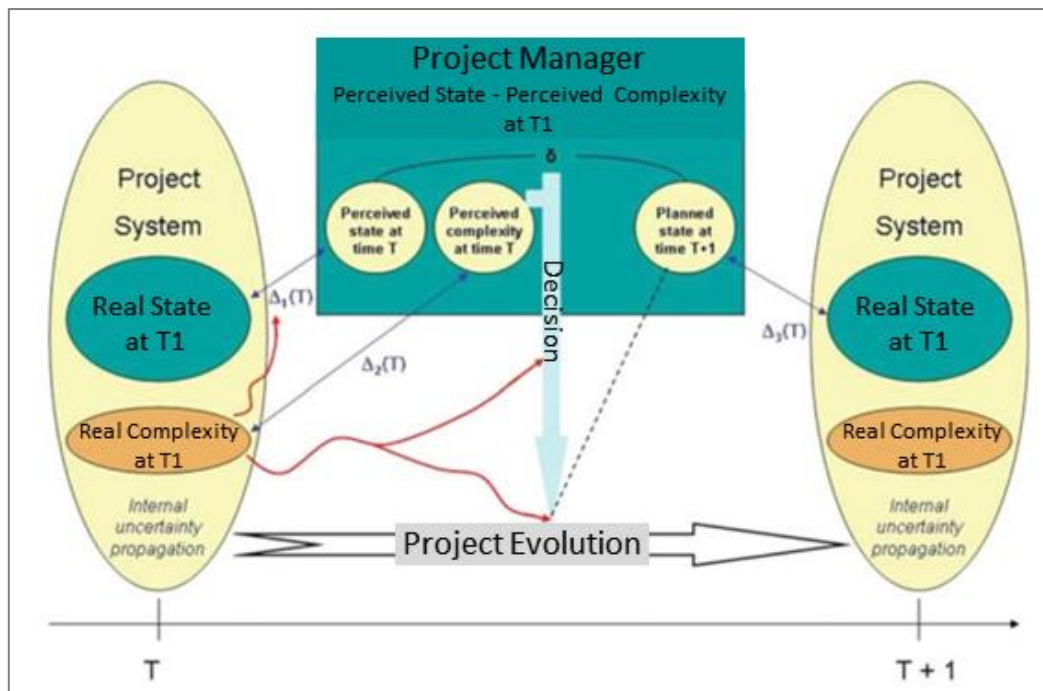 Project Manager
Perceived State - Perceived Complexity
at T1
δ
Project
System
Real State
at T1
Real Complexity
at T1
Internal
uncertainty
propagation
Δ₁(T)
Δ₂(T)
Perceived
state at
time T
Perceived
complexity
at time T
Decision
Planned
state at
time T+1
Δ₃(T)
Project
System
Real State
at T1
Real Complexity
at T1
Internal
uncertainty
propagation
Project Evolution
T
T + 1